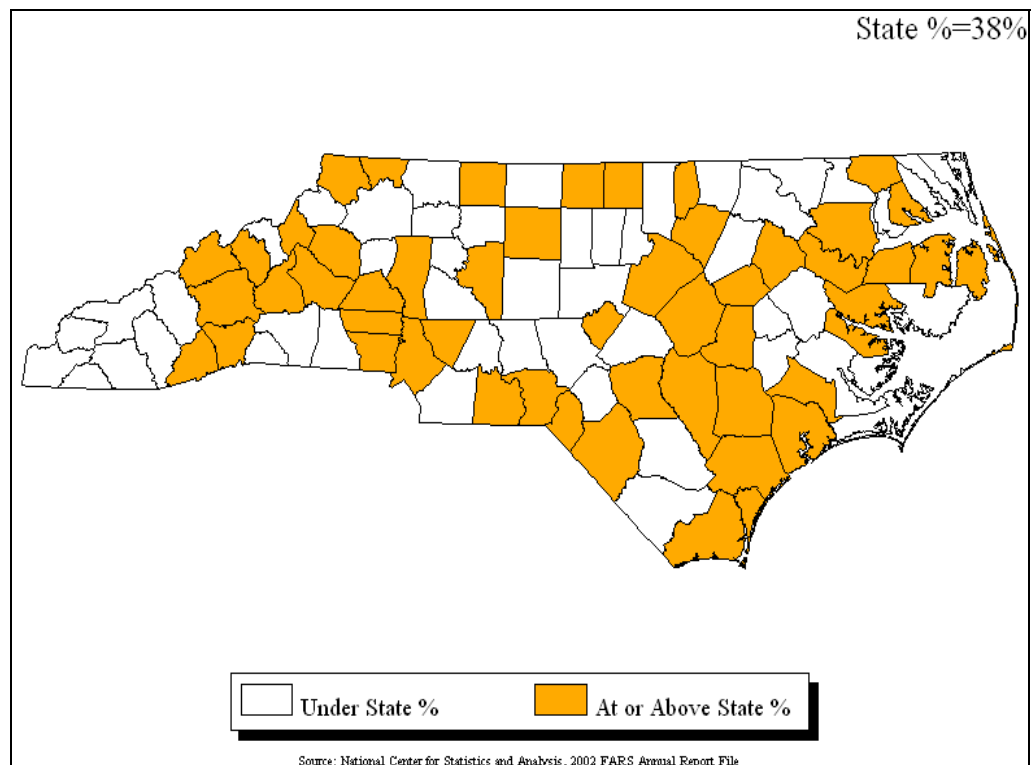 State %=38%
Under State %
At or Above State %
Source: National Center for Statistics and Analysis, 2002 FARS Annual Report File